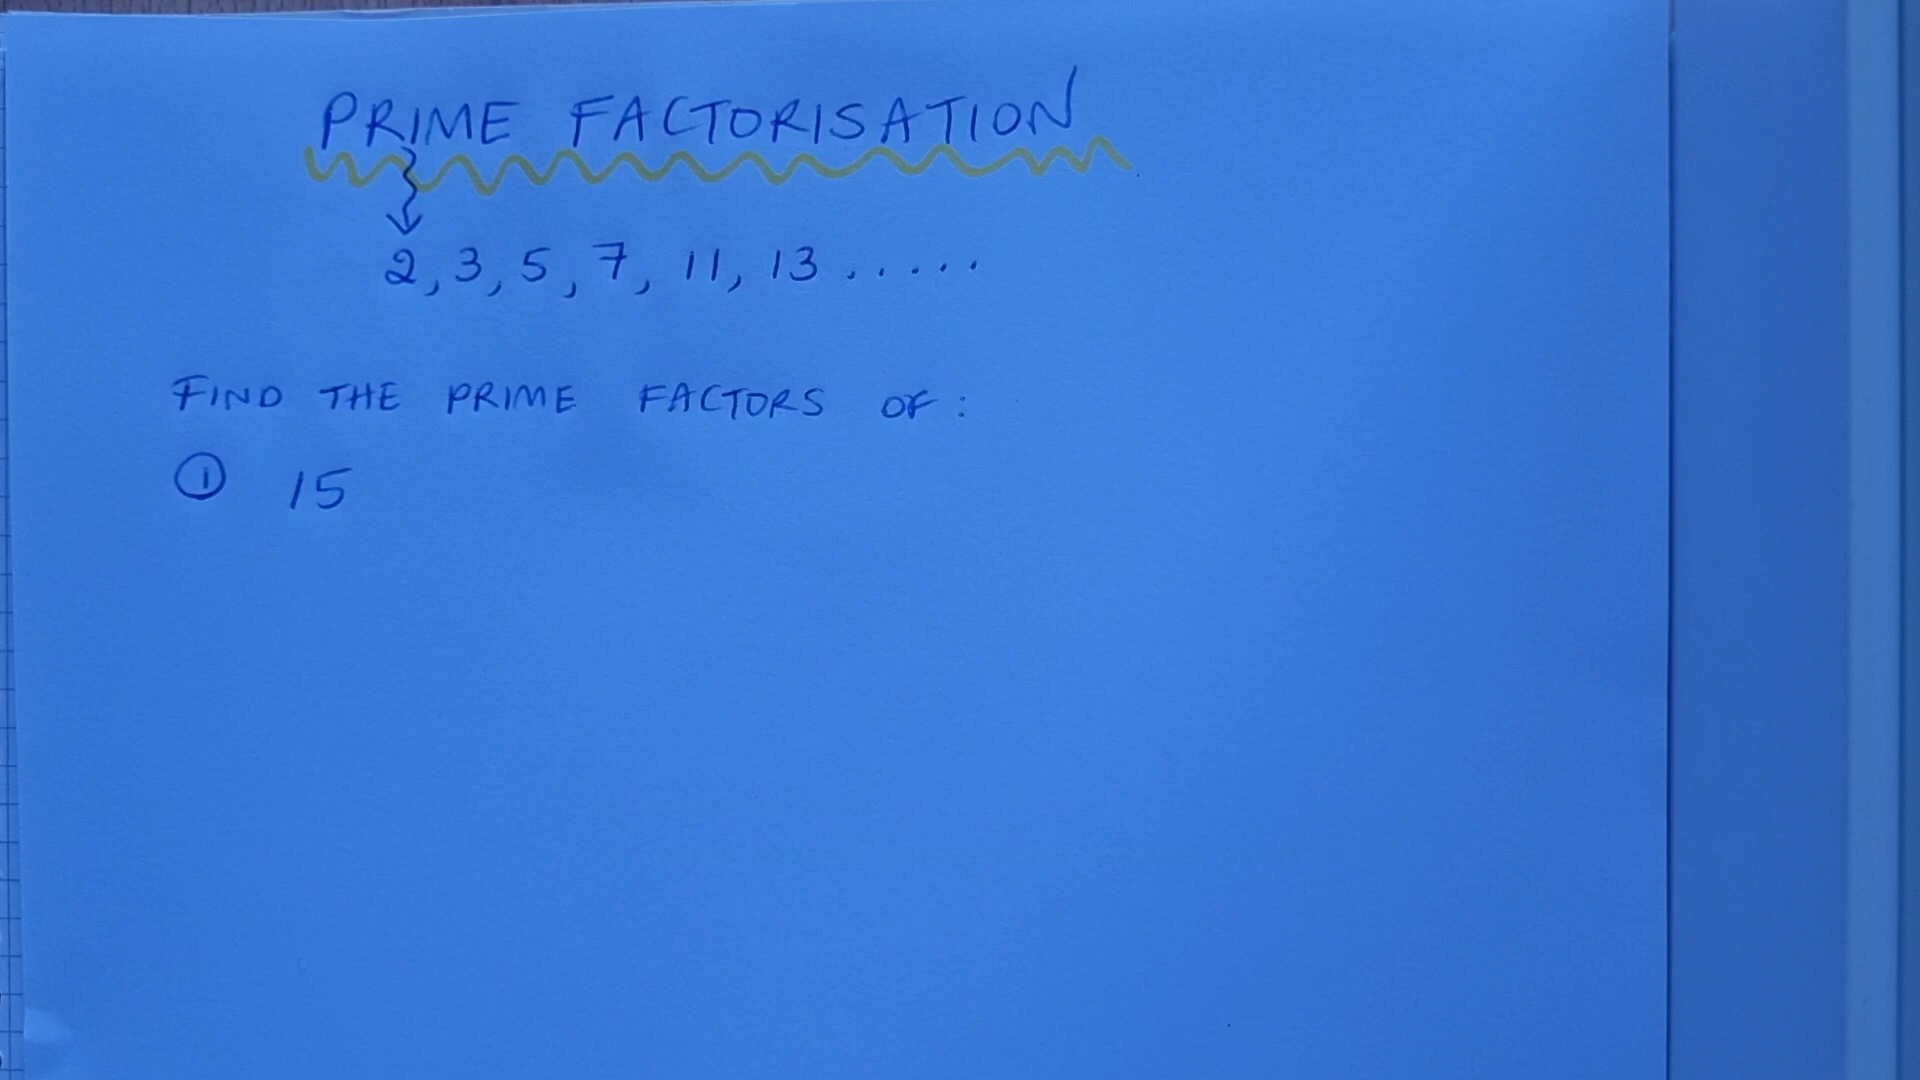 PRIME FACTORISATION
2, 3, 5, 7, 11, 13 .....
FIND THE PRIME FACTORS OF :
① 15